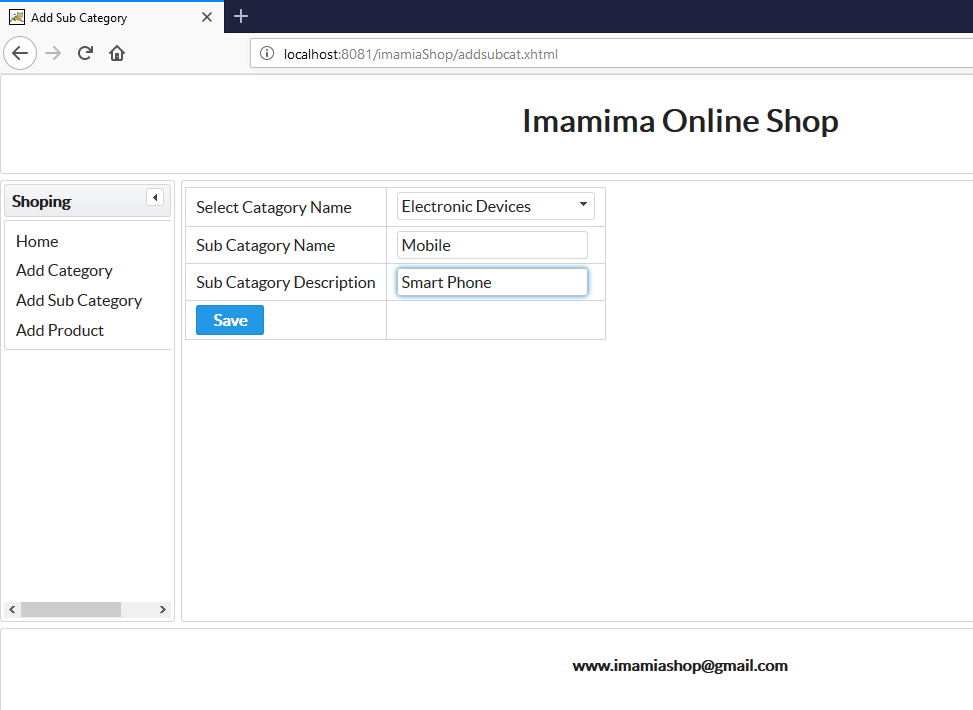 Add Sub Category
localhost:8081/imamiaShop/addsubcat.xhtml
Imamima Online Shop
Shoping
Home
Add Category
Add Sub Category
Add Product
Select Catagory Name Electronic Devices
Sub Catagory Name Mobile
Sub Catagory Description Smart Phone
Save
www.imamiashop@gmail.com